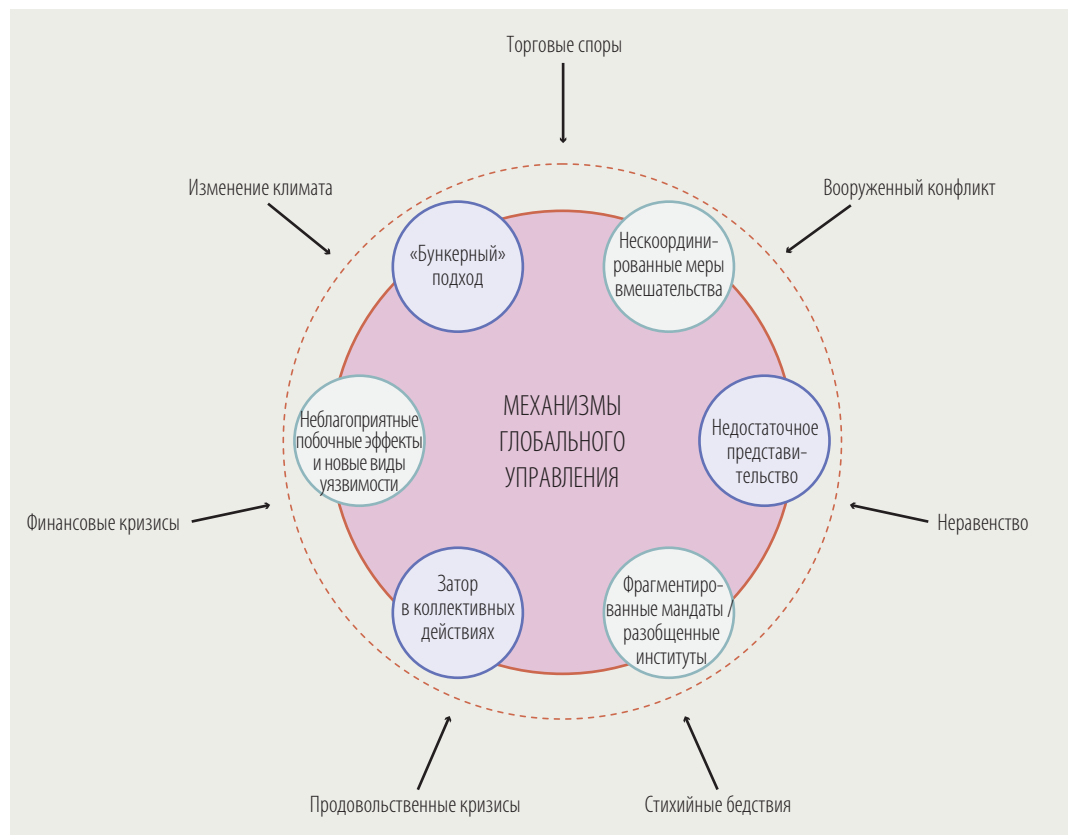 Торговые споры
Изменение климата
Вооруженный конфликт
«Бункерный»
подход
Нескоордини-
рованные меры
вмешательства
МЕХАНИЗМЫ
ГЛОБАЛЬНОГО
УПРАВЛЕНИЯ
Неблагоприятные
побочные эффекты
и новые виды
уязвимости
Недостаточное
представи-
тельство
Финансовые кризисы
Неравенство
Затор
в коллективных
действиях
Фрагментиро-
ванные мандаты /
разобщенные
институты
Продовольственные кризисы
Стихийные бедствия